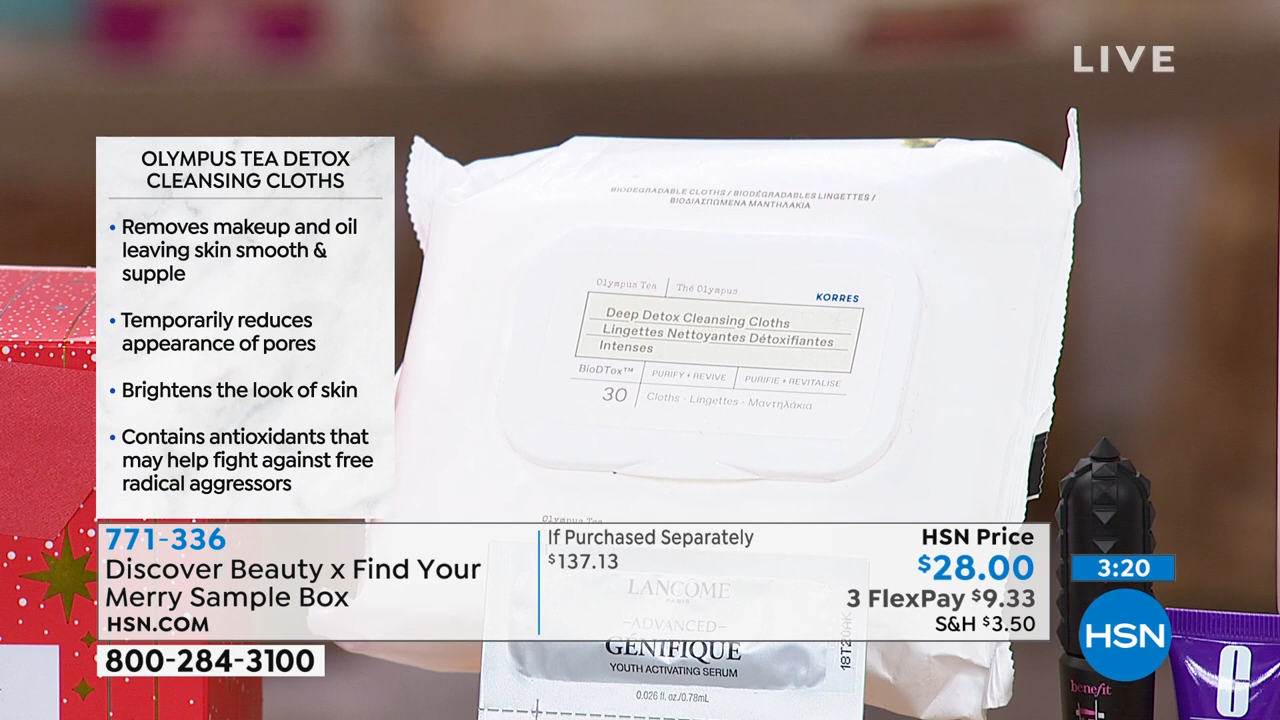 LIVE
OLYMPUS TEA DETOX
CLEANSING CLOTHS
• Removes makeup and oil
leaving skin smooth &
supple
• Temporarily reduces
appearance of pores
• Brightens the look of skin
• Contains antioxidants that
may help fight against free
radical aggressors
BIODEGRADABLE CLOTHS / BIODÉGRADABLES LINGETTES /
ΒΙΟΔΙΑΣΠΩΜΕΝΑ ΜΑΝΤΗΛΑΚΙΑ
Olympus Tea Thé Olympus
KORRES
Deep Detox Cleansing Cloths
Lingettes Nettoyantes Détoxifiantes
Intenses
BioDTox™ PURIFY + REVIVE PURIFIE + REVITALISE
30 Cloths · Lingettes · Μαντηλάκια
Olympus Tea
771-336
Discover Beauty x Find Your
Merry Sample Box
HSN.COM
If Purchased Separately
$137.13
HSN Price
$28.00
3 FlexPay $9.33
S&H $3.50
3:20
HSN
800-284-3100
LANCÔME
PARIS
-ADVANCED-
GÉNIFIQUE
YOUTH ACTIVATING SERUM
0.026 fl. oz./0.78mL
benefit